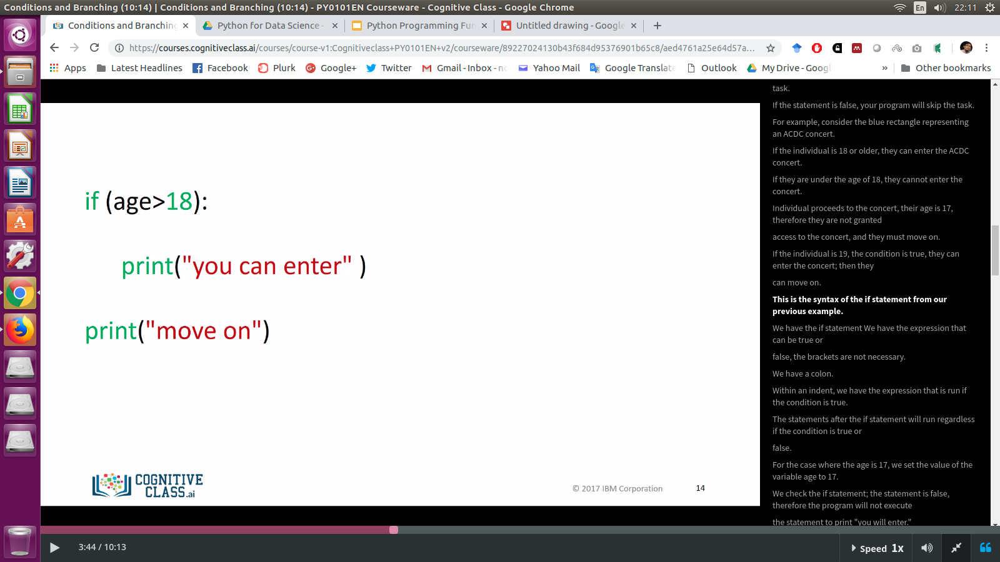 Conditions and Branching (10:14) | Conditions and Branching (10:14) - PY0101EN Courseware - Cognitive Class - Google Chrome
En
22:11
Conditions and Branching
Python for Data Science -
Python Programming Fun
Untitled drawing - Google
https://courses.cognitiveclass.ai/courses/course-v1:Cognitiveclass+PY0101EN+v2/courseware/89227024130b43f684d95376901b65c8/aed4761a25e64d57a...
Apps
Latest Headlines
Facebook
Plurk
Google+
Twitter
Gmail - Inbox - no
Yahoo Mail
Google Translate
Outlook
My Drive - Googl
»
Other bookmarks
if (age>18):
print("you can enter" )
print("move on")
COGNITIVE
CLASS.ai
© 2017 IBM Corporation
14
task.
If the statement is false, your program will skip the task.
For example, consider the blue rectangle representing
an ACDC concert.
If the individual is 18 or older, they can enter the ACDC
concert.
If they are under the age of 18, they cannot enter the
concert.
Individual proceeds to the concert, their age is 17,
therefore they are not granted
access to the concert, and they must move on.
If the individual is 19, the condition is true, they can
enter the concert; then they
can move on.
This is the syntax of the if statement from our
previous example.
We have the if statement We have the expression that
can be true or
false, the brackets are not necessary.
We have a colon.
Within an indent, we have the expression that is run if
the condition is true.
The statements after the if statement will run regardless
if the condition is true or
false.
For the case where the age is 17, we set the value of the
variable age to 17.
We check the if statement; the statement is false,
therefore the program will not execute
the statement to print "you will enter."
3:44 / 10:13
Speed 1x